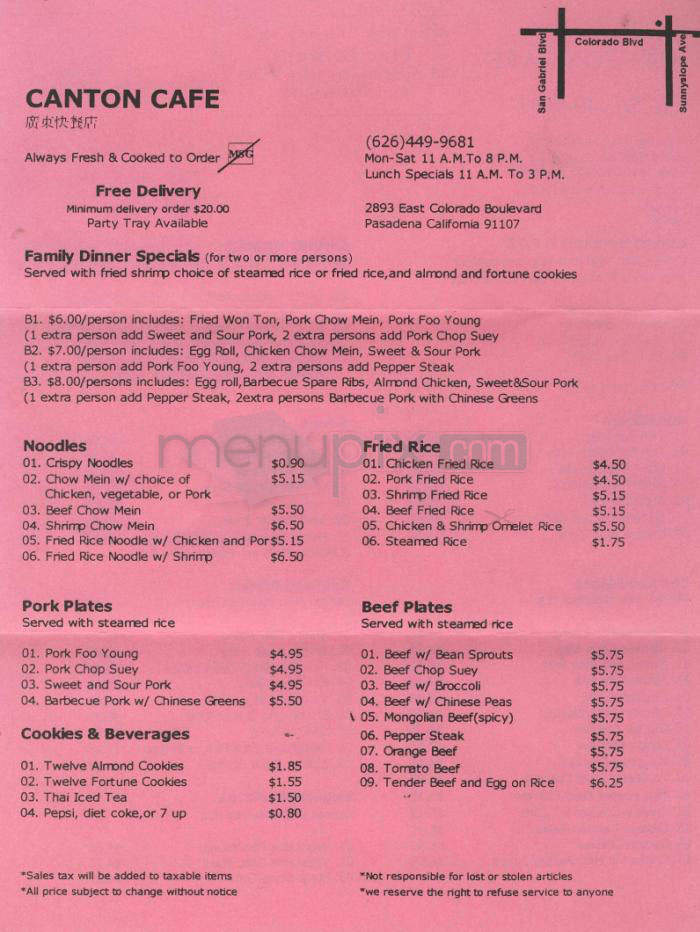 San Gabriel Blvd
Colorado Blvd
Sunnyslope Ave
CANTON CAFE
廣東快餐店
Always Fresh & Cooked to Order MSG
Free Delivery
Minimum delivery order $20.00
Party Tray Available
(626)449-9681
Mon-Sat 11 A.M.To 8 P.M.
Lunch Specials 11 A.M. To 3 P.M.
2893 East Colorado Boulevard
Pasadena California 91107
Family Dinner Specials (for two or more persons)
Served with fried shrimp choice of steamed rice or fried rice,and almond and fortune cookies
B1. $6.00/person includes: Fried Won Ton, Pork Chow Mein, Pork Foo Young
(1 extra person add Sweet and Sour Pork, 2 extra persons add Pork Chop Suey
B2. $7.00/person includes: Egg Roll, Chicken Chow Mein, Sweet & Sour Pork
(1 extra person add Pork Foo Young, 2 extra persons add Pepper Steak
B3. $8.00/persons includes: Egg roll,Barbecue Spare Ribs, Almond Chicken, Sweet&Sour Pork
(1 extra person add Pepper Steak, 2extra persons Barbecue Pork with Chinese Greens
menupix.com
Noodles
01. Crispy Noodles $0.90
02. Chow Mein w/ choice of $5.15
Chicken, vegetable, or Pork
03. Beef Chow Mein $5.50
04. Shrimp Chow Mein $6.50
05. Fried Rice Noodle w/ Chicken and Por$5.15
06. Fried Rice Noodle w/ Shrimp $6.50
Fried Rice
01. Chicken Fried Rice $4.50
02. Pork Fried Rice $4.50
03. Shrimp Fried Rice $5.15
04. Beef Fried Rice $5.15
05. Chicken & Shrimp Omelet Rice $5.50
06. Steamed Rice $1.75
Pork Plates
Served with steamed rice
01. Pork Foo Young $4.95
02. Pork Chop Suey $4.95
03. Sweet and Sour Pork $4.95
04. Barbecue Pork w/ Chinese Greens $5.50
Cookies & Beverages
01. Twelve Almond Cookies $1.85
02. Twelve Fortune Cookies $1.55
03. Thai Iced Tea $1.50
04. Pepsi, diet coke,or 7 up $0.80
Beef Plates
Served with steamed rice
01. Beef w/ Bean Sprouts $5.75
02. Beef Chop Suey $5.75
03. Beef w/ Broccoli $5.75
04. Beef w/ Chinese Peas $5.75
05. Mongolian Beef(spicy) $5.75
06. Pepper Steak $5.75
07. Orange Beef $5.75
08. Tomato Beef $5.75
09. Tender Beef and Egg on Rice $6.25
*Sales tax will be added to taxable items
*All price subject to change without notice
*Not responsible for lost or stolen articles
*we reserve the right to refuse service to anyone